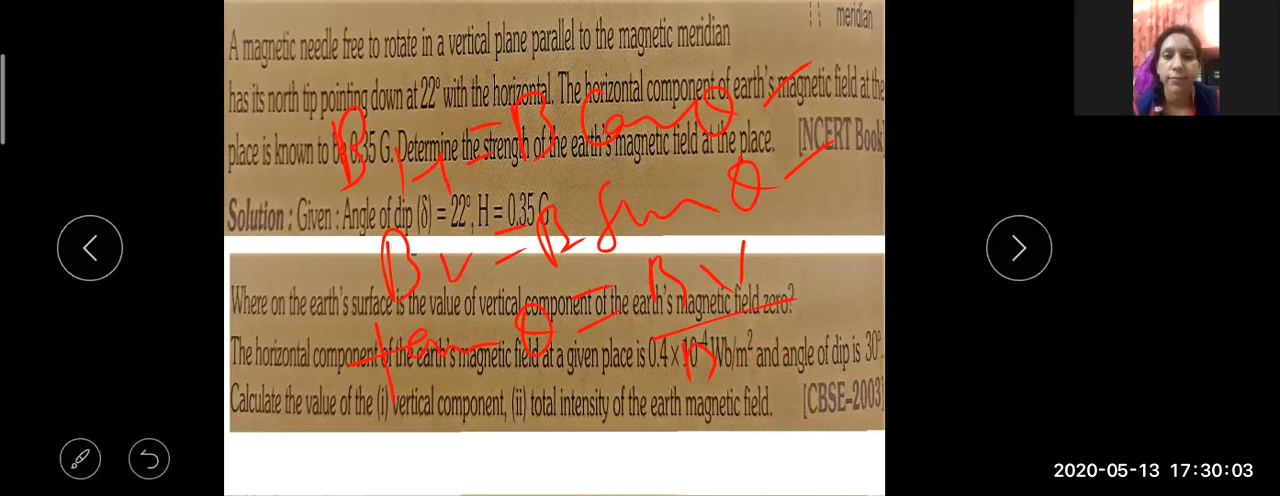 meridian
A magnetic needle free to rotate in a vertical plane parallel to the magnetic meridian
has its north tip pointing down at 22° with the horizontal. The horizontal component of earth's magnetic field at the
place is known to be 0.35 G. Determine the strength of the earth's magnetic field at the place. [NCERT Book]
B H = B Cos θ
Solution : Given : Angle of dip (δ) = 22°, H = 0.35 G
B V = B Sin θ
Where on the earth's surface is the value of vertical component of the earth's magnetic field zero?
tan θ = B V
The horizontal component of the earth's magnetic field at a given place is 0.4 × 10⁻⁴ Wb/m² and angle of dip is 30°.
Calculate the value of the (i) vertical component, (ii) total intensity of the earth magnetic field. [CBSE-2003]
2020-05-13 17:30:03